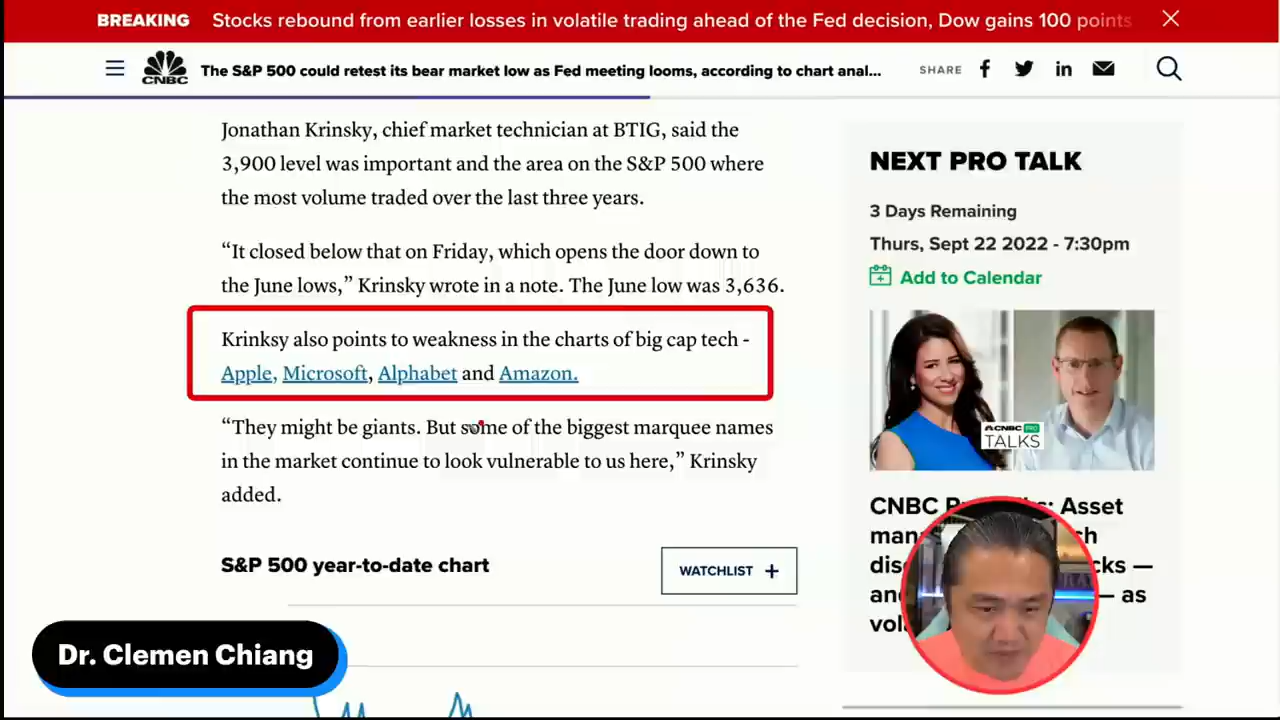 BREAKING Stocks rebound from earlier losses in volatile trading ahead of the Fed decision, Dow gains 100 points
CNBC
The S&P 500 could retest its bear market low as Fed meeting looms, according to chart anal...
SHARE
Jonathan Krinsky, chief market technician at BTIG, said the
3,900 level was important and the area on the S&P 500 where
the most volume traded over the last three years.
“It closed below that on Friday, which opens the door down to
the June lows,” Krinsky wrote in a note. The June low was 3,636.
Krinksy also points to weakness in the charts of big cap tech -
Apple, Microsoft, Alphabet and Amazon.
“They might be giants. But some of the biggest marquee names
in the market continue to look vulnerable to us here,” Krinsky
added.
S&P 500 year-to-date chart
WATCHLIST +
NEXT PRO TALK
3 Days Remaining
Thurs, Sept 22 2022 - 7:30pm
Add to Calendar
CNBC PRO
TALKS
CNBC Asset
— as
Dr. Clemen Chiang